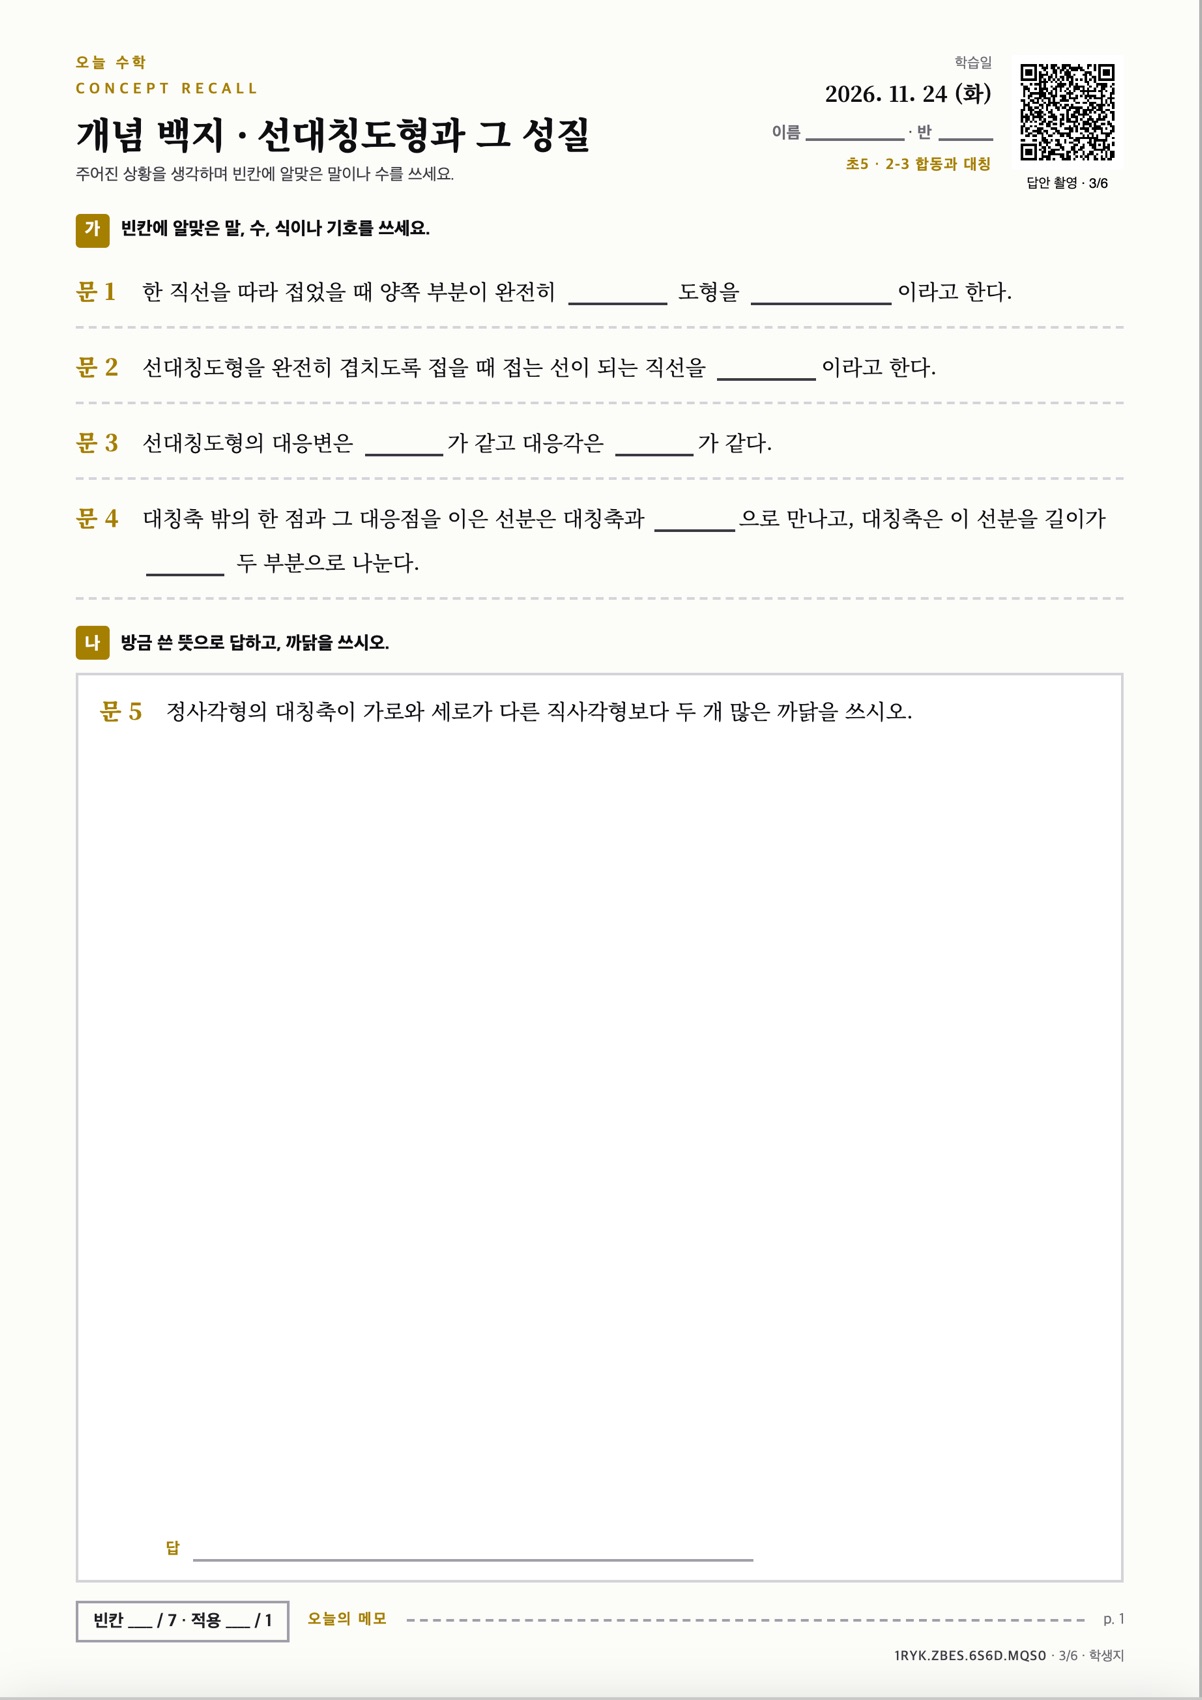 오늘 수학
CONCEPT RECALL
개념 백지 · 선대칭도형과 그 성질
주어진 상황을 생각하며 빈칸에 알맞은 말이나 수를 쓰세요.
학습일
2026. 11. 24 (화)
이름 ____ · 반 ____
초5 · 2-3 합동과 대칭
답안 촬영 · 3/6
가 빈칸에 알맞은 말, 수, 식이나 기호를 쓰세요.
문 1 한 직선을 따라 접었을 때 양쪽 부분이 완전히 ____ 도형을 ____ 이라고 한다.
문 2 선대칭도형을 완전히 겹치도록 접을 때 접는 선이 되는 직선을 ____ 이라고 한다.
문 3 선대칭도형의 대응변은 ____ 가 같고 대응각은 ____ 가 같다.
문 4 대칭축 밖의 한 점과 그 대응점을 이은 선분은 대칭축과 ____ 으로 만나고, 대칭축은 이 선분을 길이가
____ 두 부분으로 나눈다.
나 방금 쓴 뜻으로 답하고, 까닭을 쓰시오.
문 5 정사각형의 대칭축이 가로와 세로가 다른 직사각형보다 두 개 많은 까닭을 쓰시오.
답
빈칸 ___ / 7 · 적용 ___ / 1
오늘의 메모
p. 1
1RYK.ZBES.6S6D.MQS0 · 3/6 · 학생지